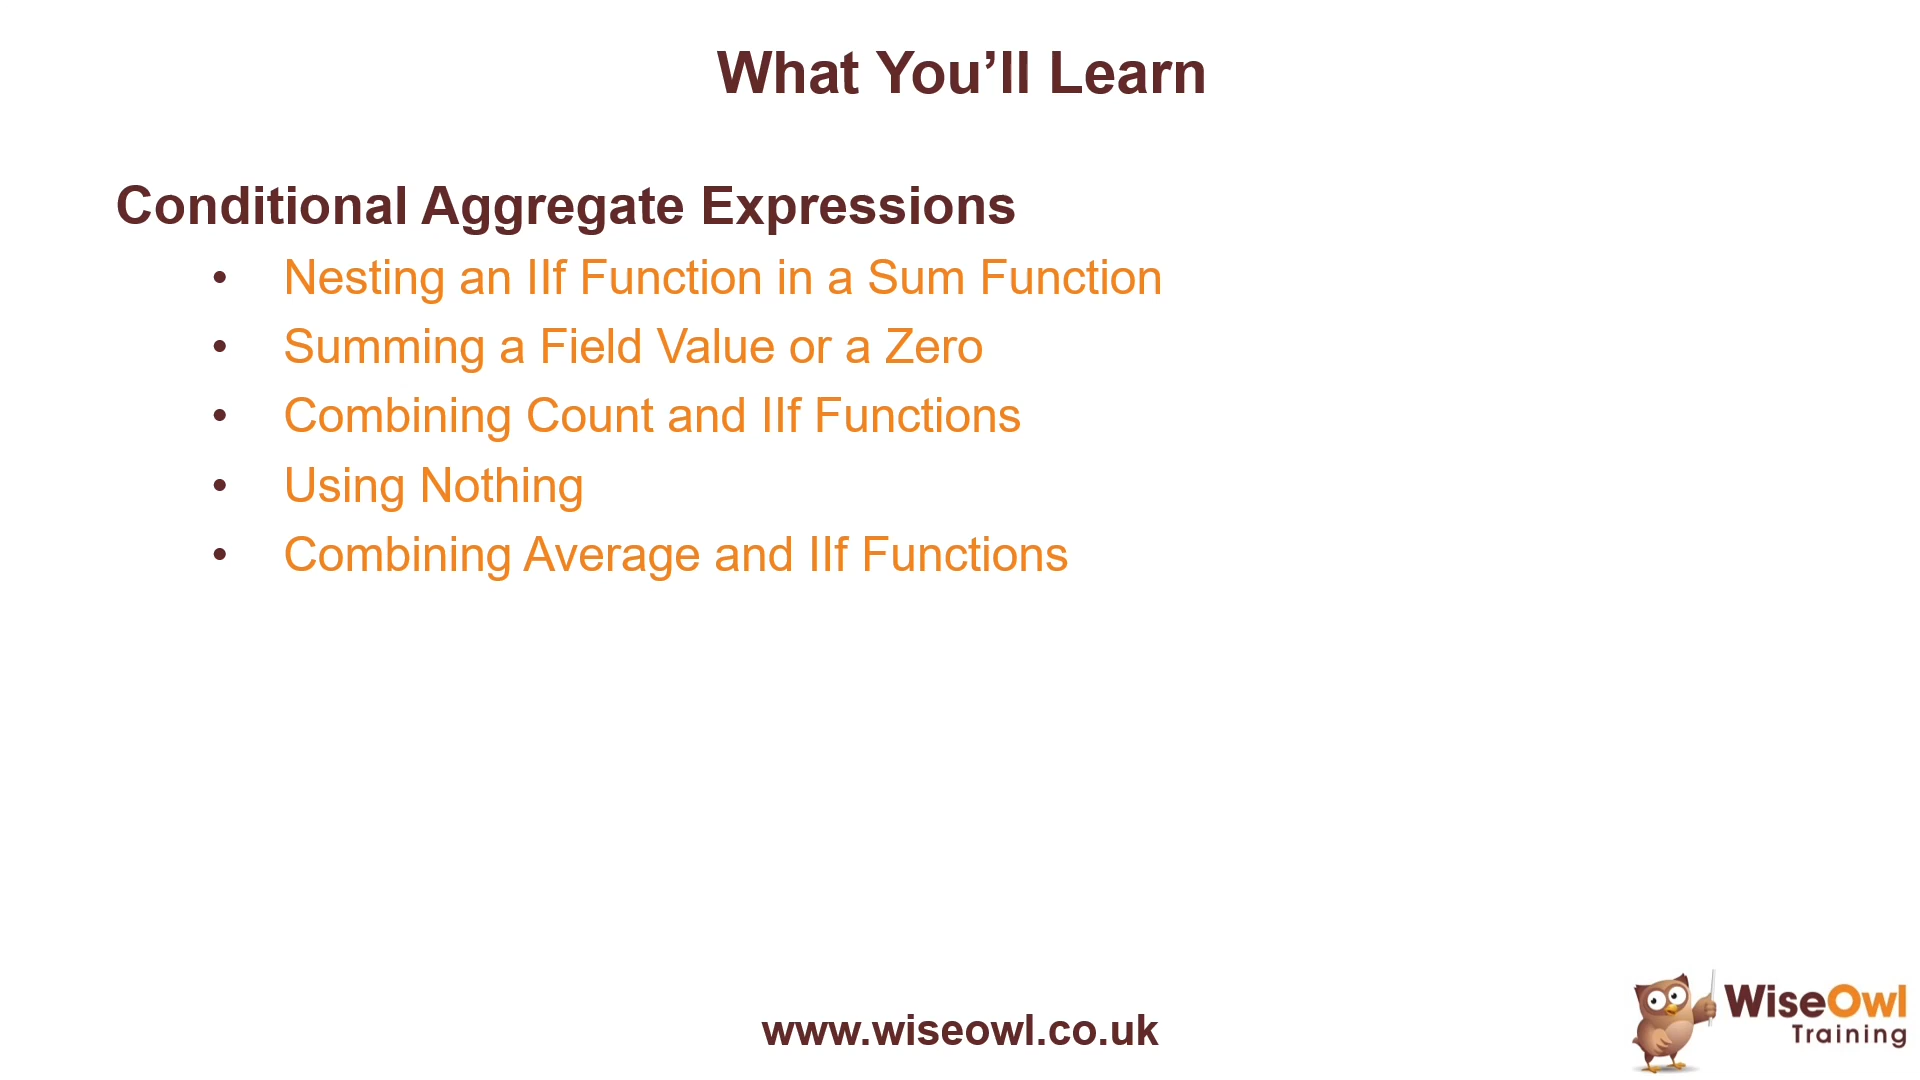 What You’ll Learn
Conditional Aggregate Expressions
• Nesting an IIf Function in a Sum Function
• Summing a Field Value or a Zero
• Combining Count and IIf Functions
• Using Nothing
• Combining Average and IIf Functions
www.wiseowl.co.uk
WiseOwl
Training